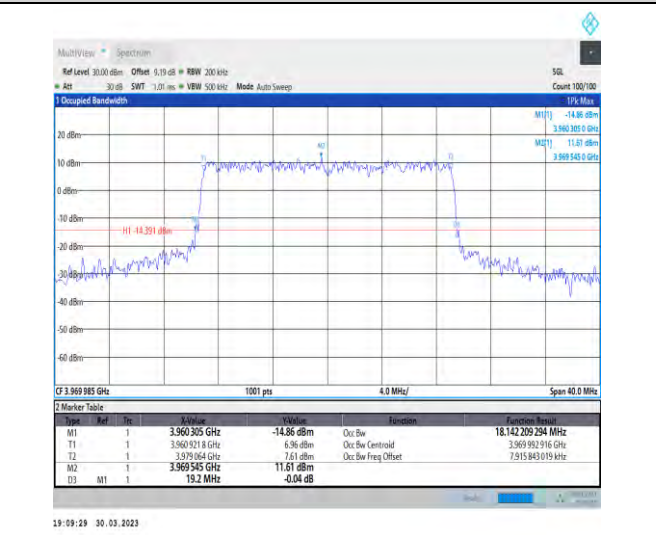 MultiView Spectrum
Ref Level 30.00 dBm Offset 9.19 dB RBW 200 kHz SGL
Att 30 dB SWT 1.01 ms VBW 500 kHz Mode Auto Sweep Count 100/100
1 Occupied Bandwidth 1Pk Max
M1[1] -14.86 dBm
3.960 305 0 GHz
M2[1] 11.61 dBm
3.969 545 0 GHz
20 dBm
10 dBm
0 dBm
-10 dBm
H1 -14.391 dBm
-20 dBm
-30 dBm
-40 dBm
-50 dBm
-60 dBm
CF 3.969 985 GHz 1001 pts 4.0 MHz/ Span 40.0 MHz
2 Marker Table
Type Ref Trc X-Value Y-Value Function Function Result
M1 1 3.960 305 GHz -14.86 dBm Occ Bw 18.142 209 294 MHz
T1 1 3.960 921 8 GHz 6.96 dBm Occ Bw Centroid 3.969 992 916 GHz
T2 1 3.979 064 GHz 7.61 dBm Occ Bw Freq Offset 7.915 843 019 kHz
M2 1 3.969 545 GHz 11.61 dBm
D3 M1 1 19.2 MHz -0.04 dB
19:09:29 30.03.2023